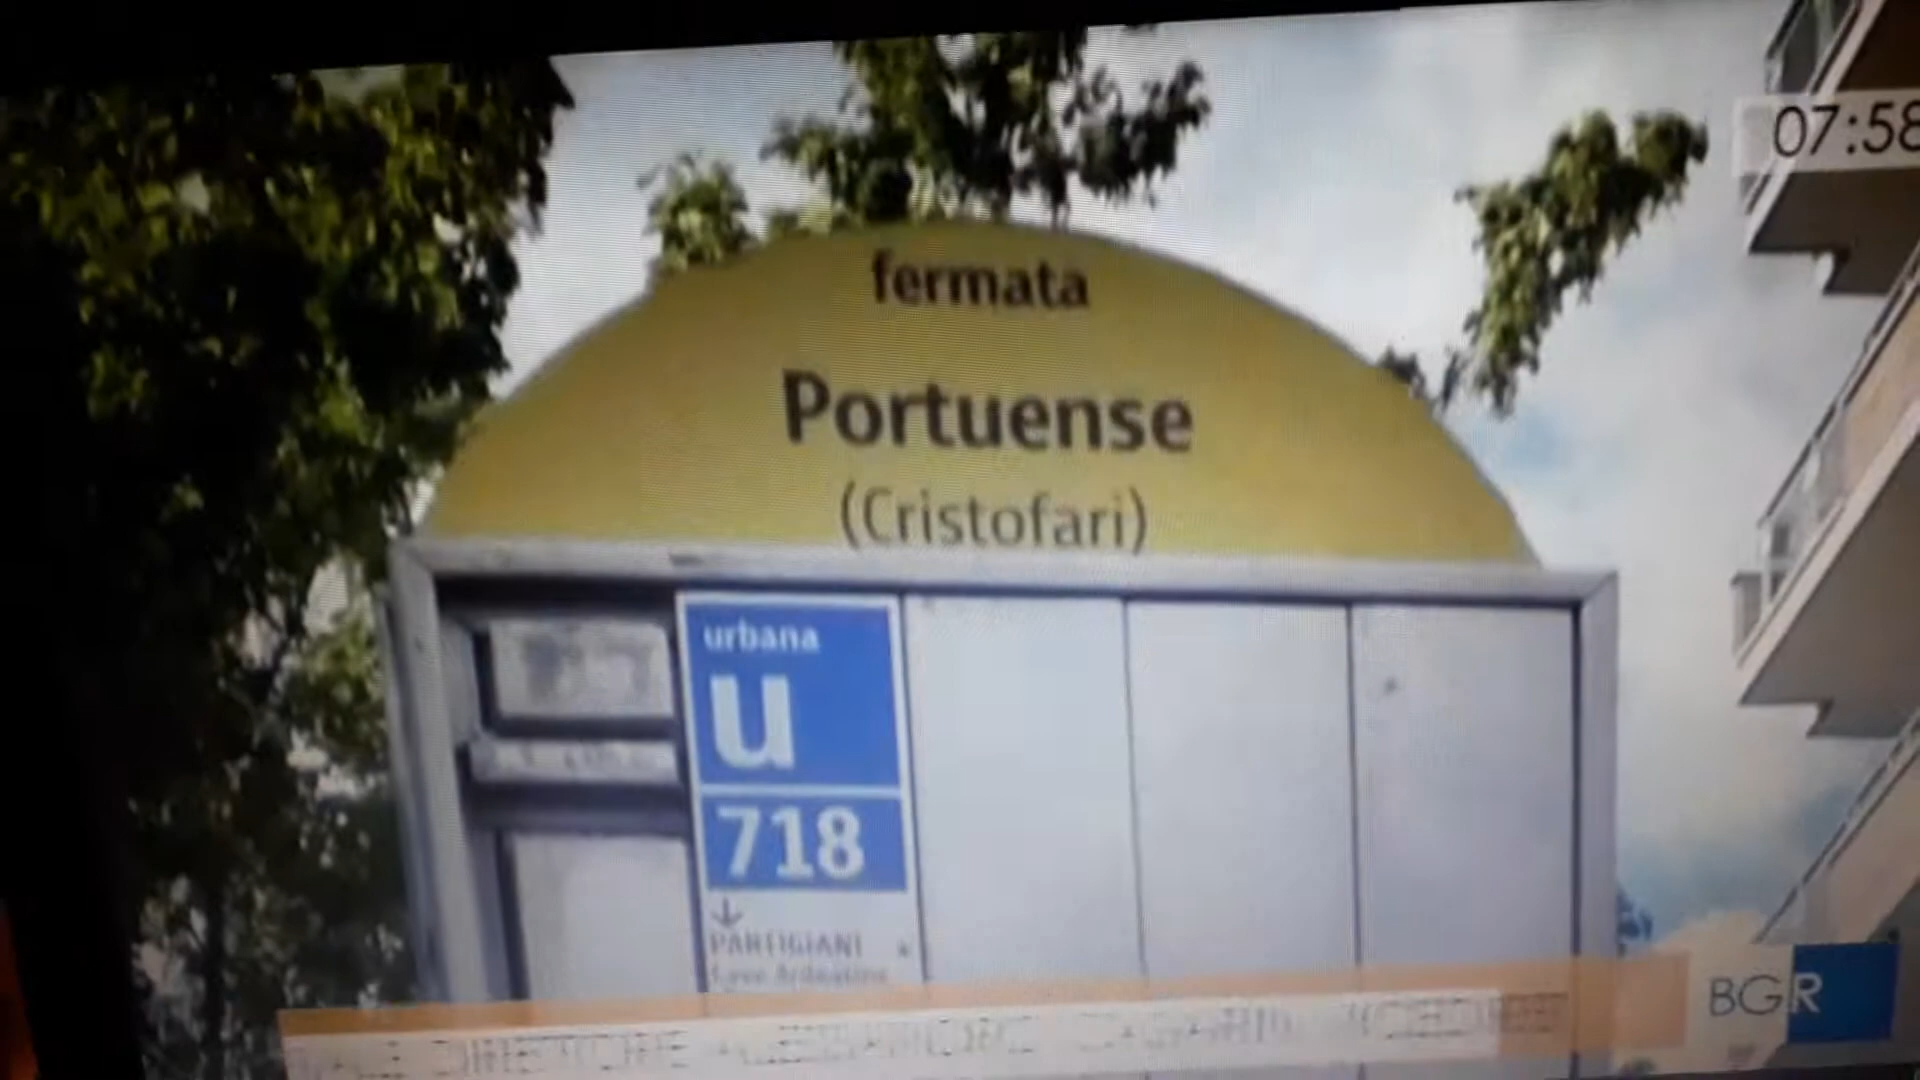 07:58
fermata
Portuense
(Cristofari)
urbana
u
718
PARTIGIANI
BGR